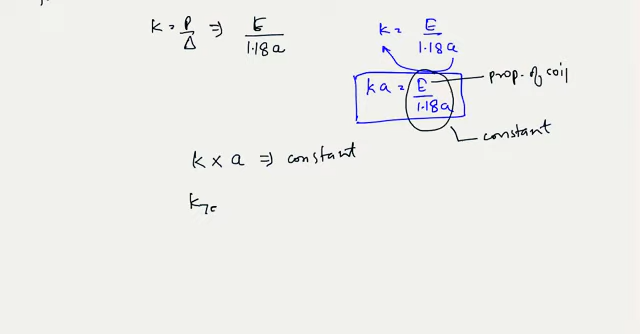 K = P/Δ ⇒ E/1.18a
K = E/1.18a
Ka = E/1.18a
prop. of coil
constant
K × a ⇒ constant